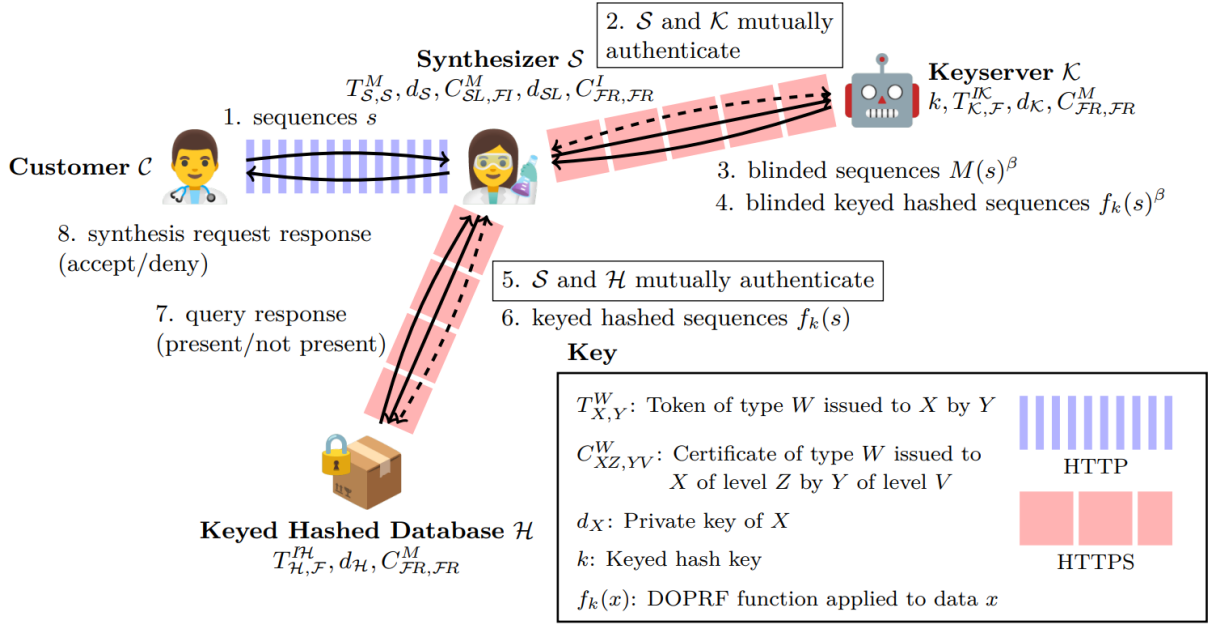 2. 𝒮 and 𝒦 mutually
authenticate
Synthesizer 𝒮
T^M_{𝒮,𝒮}, d_𝒮, C^M_{𝒮L,ℱI}, d_{𝒮L}, C^I_{ℱR,ℱR}
Keyserver 𝒦
k, T^{I𝒦}_{𝒦,ℱ}, d_𝒦, C^M_{ℱR,ℱR}
1. sequences s
Customer 𝒞
3. blinded sequences M(s)^β
4. blinded keyed hashed sequences f_k(s)^β
8. synthesis request response
(accept/deny)
5. 𝒮 and ℋ mutually authenticate
6. keyed hashed sequences f_k(s)
7. query response
(present/not present)
Keyed Hashed Database ℋ
T^{Iℋ}_{ℋ,ℱ}, d_ℋ, C^M_{ℱR,ℱR}
Key
T^W_{X,Y}: Token of type W issued to X by Y
C^W_{XZ,YV}: Certificate of type W issued to
X of level Z by Y of level V
d_X: Private key of X
k: Keyed hash key
f_k(x): DOPRF function applied to data x
HTTP
HTTPS